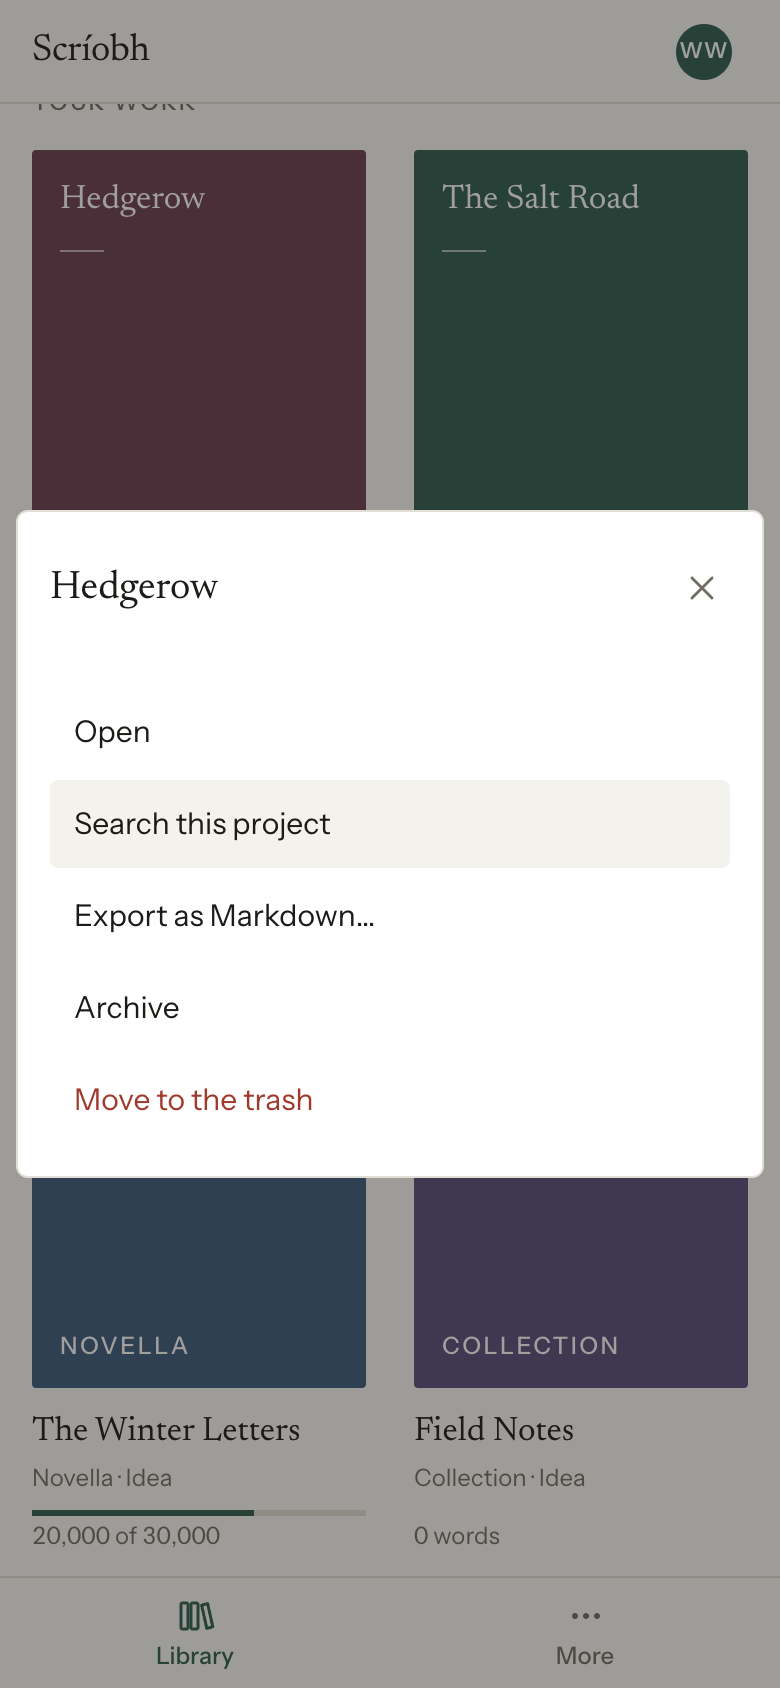 Scríobh
WW
YOUR WORK
Hedgerow
The Salt Road
Hedgerow
Open
Search this project
Export as Markdown...
Archive
Move to the trash
NOVELLA
COLLECTION
The Winter Letters
Field Notes
Novella · Idea
Collection · Idea
20,000 of 30,000
0 words
Library
More